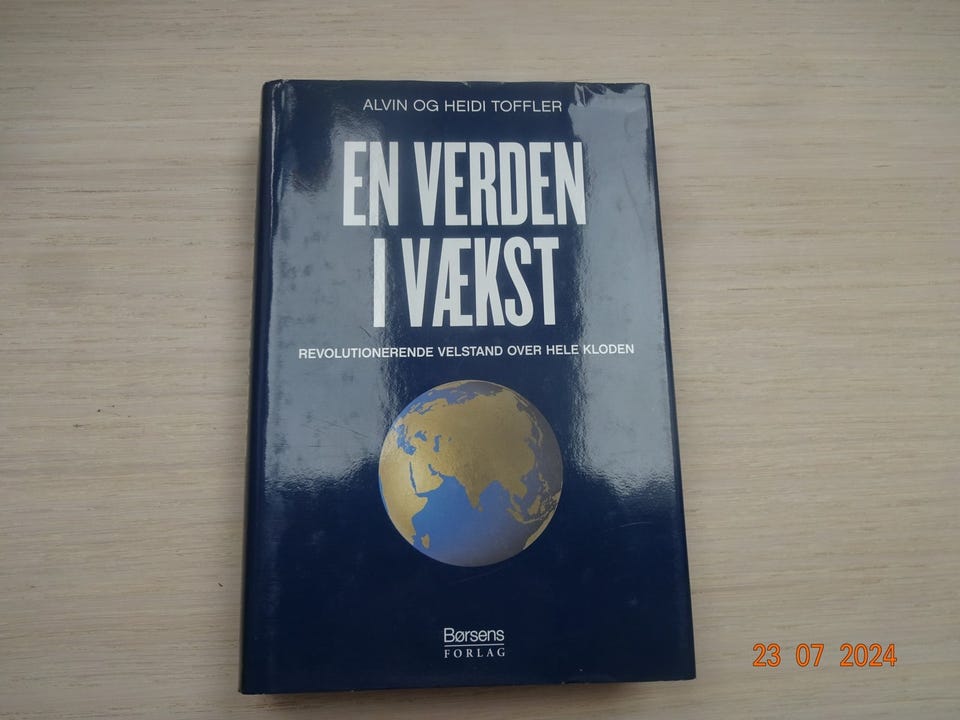 ALVIN OG HEIDI TOFFLER
EN VERDEN
I VÆKST
REVOLUTIONERENDE VELSTAND OVER HELE KLODEN
Børsens
FORLAG
23 07 2024